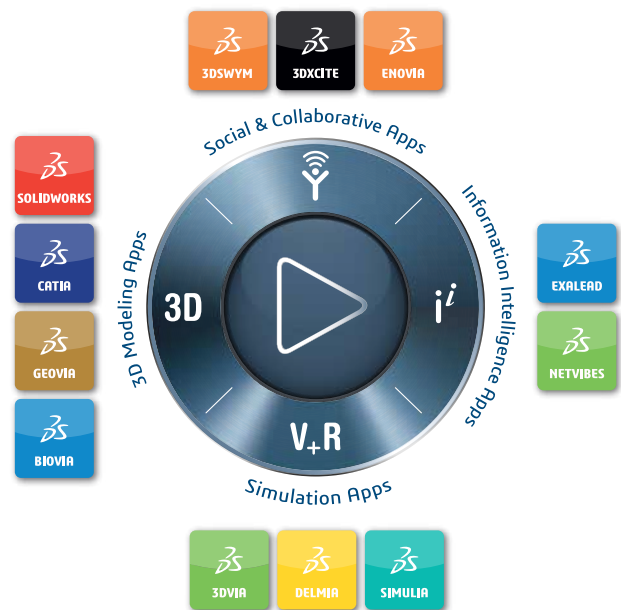 3DS
3DSWYM
3DS
3DXCITE
3DS
ENOVIA
Social & Collaborative Apps
3DS
SOLIDWORKS
3DS
CATIA
3DS
GEOVIA
3DS
BIOVIA
3D Modeling Apps
3D
Information Intelligence Apps
i i
3DS
EXALEAD
3DS
NETVIBES
V+R
Simulation Apps
3DS
3DVIA
3DS
DELMIA
3DS
SIMULIA